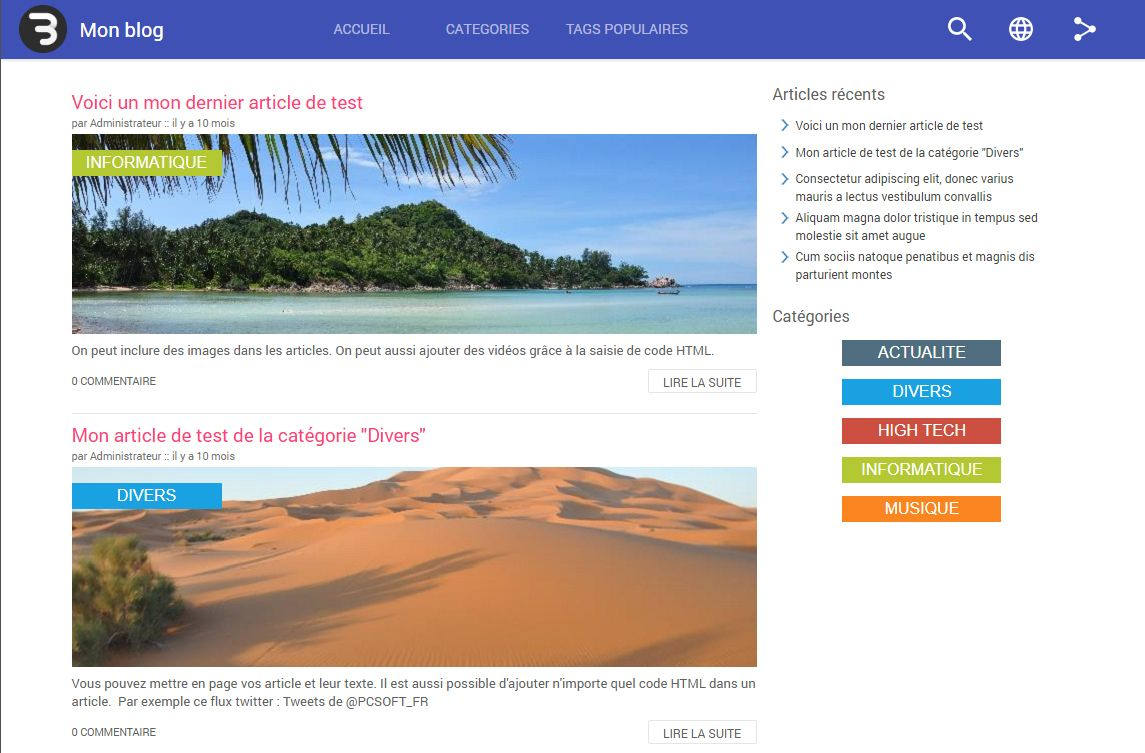 Mon blog
ACCUEIL
CATEGORIES
TAGS POPULAIRES
Voici un mon dernier article de test
par Administrateur :: il y a 10 mois
INFORMATIQUE
On peut inclure des images dans les articles. On peut aussi ajouter des vidéos grâce à la saisie de code HTML.
0 COMMENTAIRE
LIRE LA SUITE
Mon article de test de la catégorie "Divers"
par Administrateur :: il y a 10 mois
DIVERS
Vous pouvez mettre en page vos article et leur texte. Il est aussi possible d'ajouter n'importe quel code HTML dans un
article.  Par exemple ce flux twitter : Tweets de @PCSOFT_FR
0 COMMENTAIRE
LIRE LA SUITE
Articles récents
Voici un mon dernier article de test
Mon article de test de la catégorie "Divers"
Consectetur adipiscing elit, donec varius
mauris a lectus vestibulum convallis
Aliquam magna dolor tristique in tempus sed
molestie sit amet augue
Cum sociis natoque penatibus et magnis dis
parturient montes
Catégories
ACTUALITE
DIVERS
HIGH TECH
INFORMATIQUE
MUSIQUE